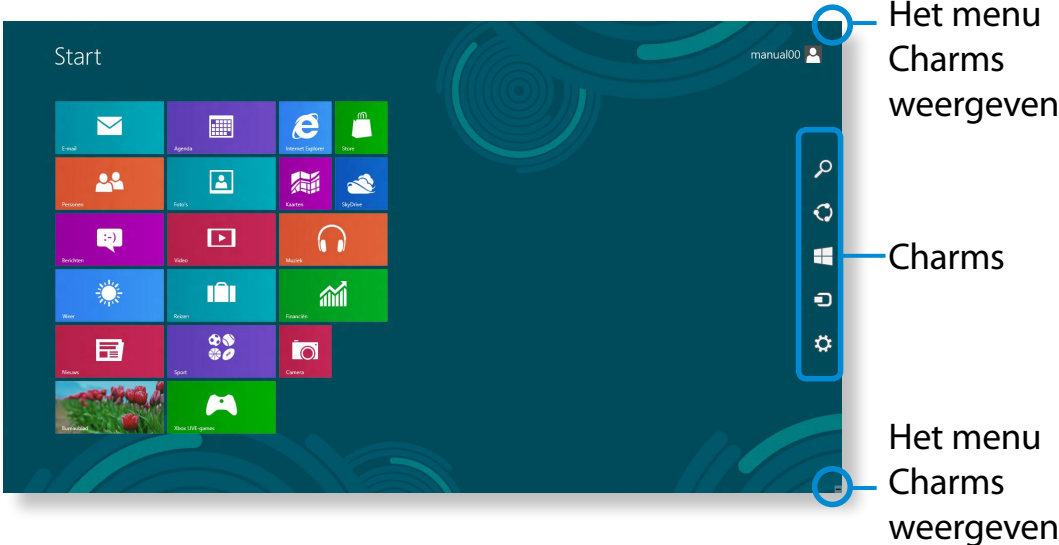 Het menu
Charms
weergeven
Start
manual00
E-mail
Agenda
Internet Explorer
Store
Personen
Foto's
Kaarten
SkyDrive
Berichten
:-)
Video
Muziek
Charms
Weer
Reizen
Financiën
Nieuws
Sport
Camera
Bureaublad
Xbox LIVE-games
Het menu
Charms
weergeven